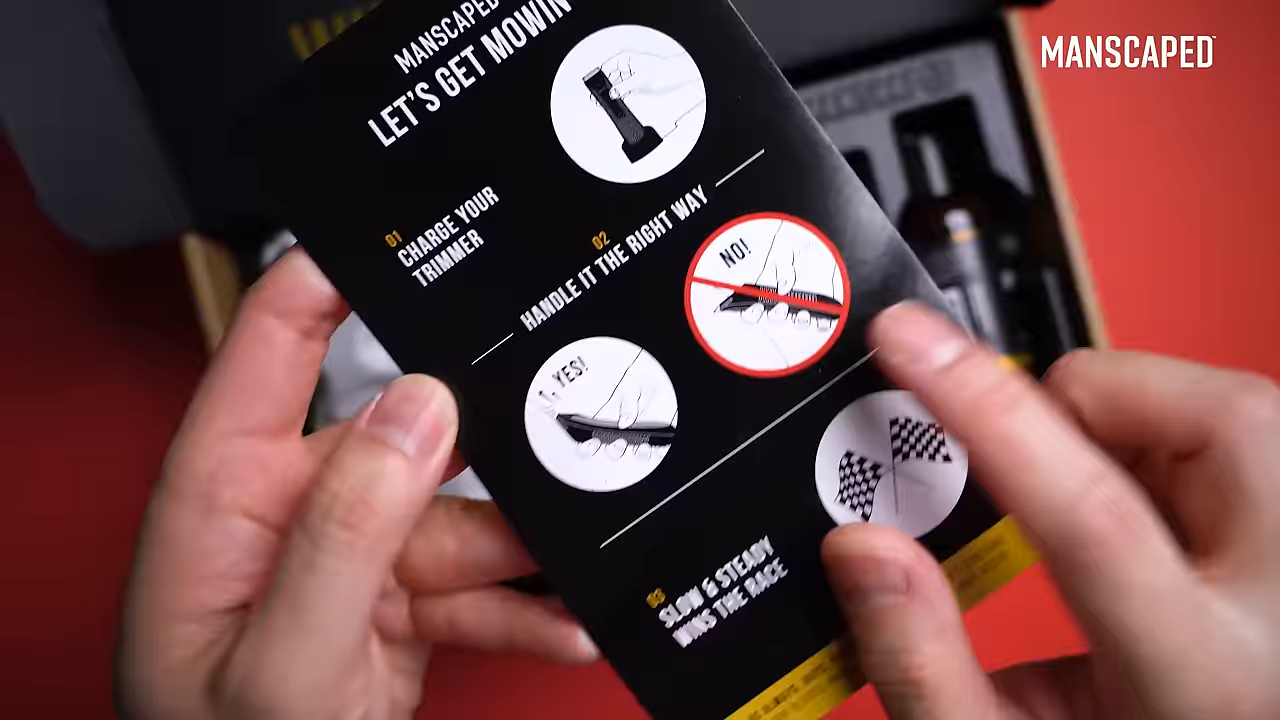 MANSCAPED
MANSCAPED
LET'S GET MOWIN
01
CHARGE YOUR
TRIMMER
02
HANDLE IT THE RIGHT WAY
NO!
YES!
03
SLOW & STEADY
WINS THE RACE